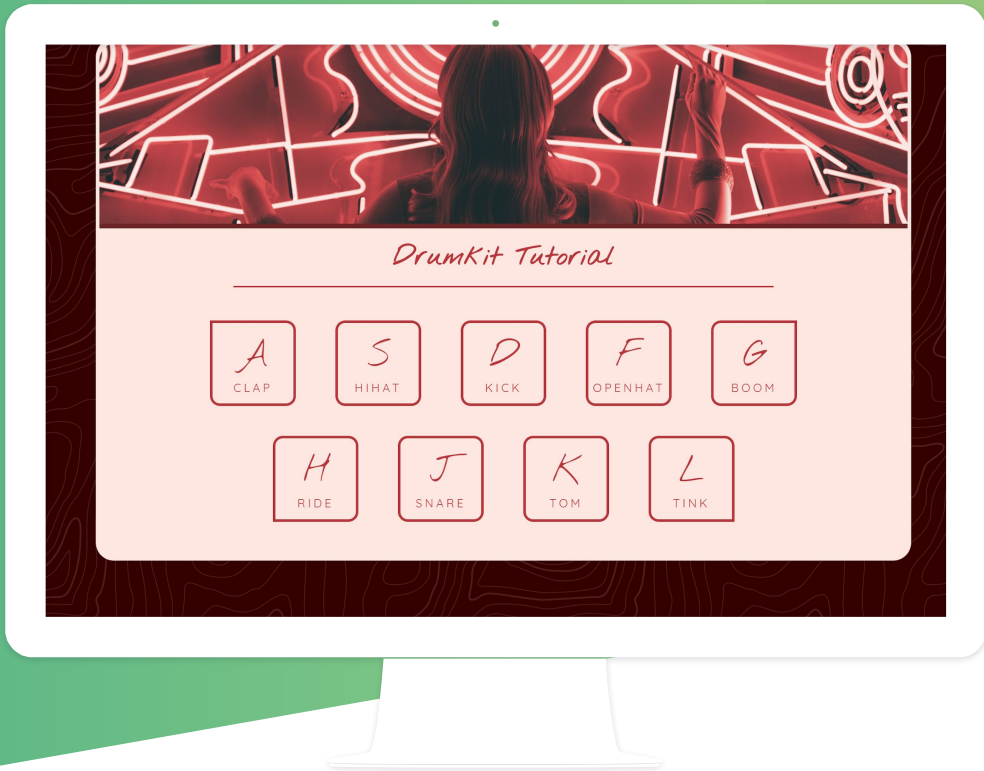 DrumKit Tutorial
A S D F G
CLAP HIHAT KICK OPENHAT BOOM
H J K L
RIDE SNARE TOM TINK